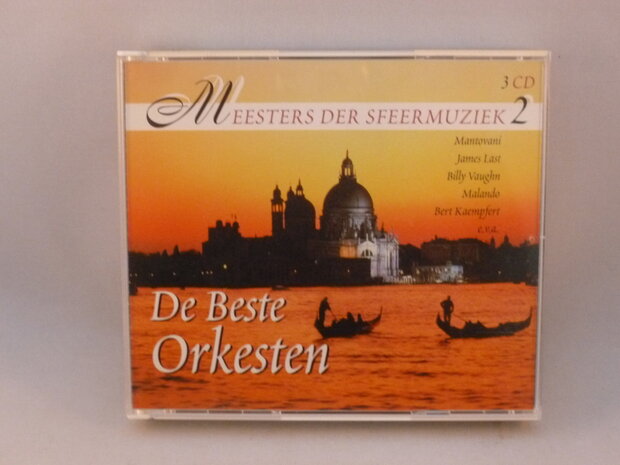 3 CD
MEESTERS DER SFEERMUZIEK 2
Mantovani
James Last
Billy Vaughn
Malando
Bert Kaempfert
e.v.a.
De Beste
Orkesten